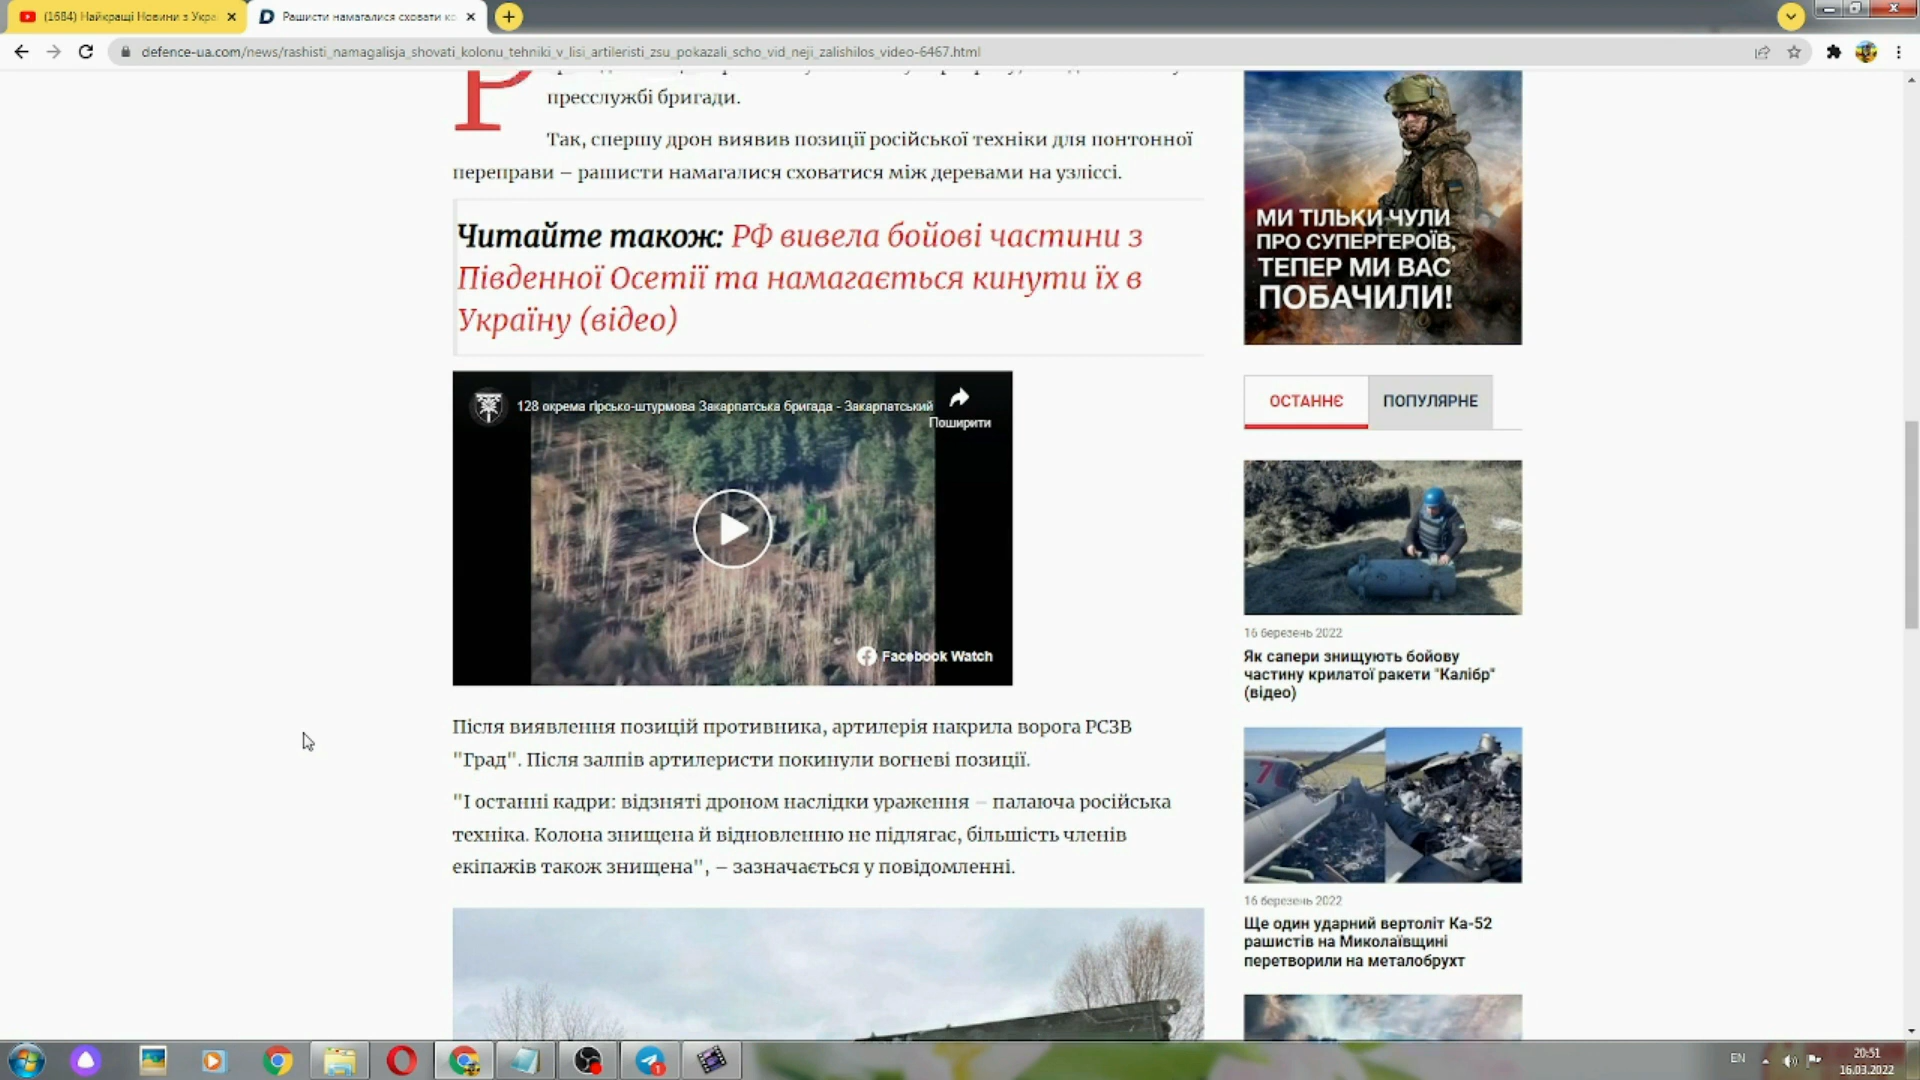 (1684) Найкращі Новини з Укра
Рашисти намагалися сховати ко
defence-ua.com/news/rashisti_namagalisja_shovati_kolonu_tehniki_v_lisi_artileristi_zsu_pokazali_scho_vid_neji_zalishilos_video-6467.html
Р
пресслужбі бригади.
Так, спершу дрон виявив позиції російської техніки для понтонної
переправи – рашисти намагалися сховатися між деревами на узліссі.
Читайте також: РФ вивела бойові частини з
Південної Осетії та намагається кинути їх в
Україну (відео)
128 окрема гірсько-штурмова Закарпатська бригада - Закарпатський
Поширити
Facebook Watch
Після виявлення позицій противника, артилерія накрила ворога РСЗВ
"Град". Після залпів артилеристи покинули вогневі позиції.
"І останні кадри: відзняті дроном наслідки ураження – палаюча російська
техніка. Колона знищена й відновленню не підлягає, більшість членів
екіпажів також знищена", – зазначається у повідомленні.
МИ ТІЛЬКИ ЧУЛИ
ПРО СУПЕРГЕРОЇВ,
ТЕПЕР МИ ВАС
ПОБАЧИЛИ!
ОСТАННЄ
ПОПУЛЯРНЕ
16 березень 2022
Як сапери знищують бойову
частину крилатої ракети "Калібр"
(відео)
16 березень 2022
Ще один ударний вертоліт Ка-52
рашистів на Миколаївщині
перетворили на металобрухт
EN
20:51
16.03.2022